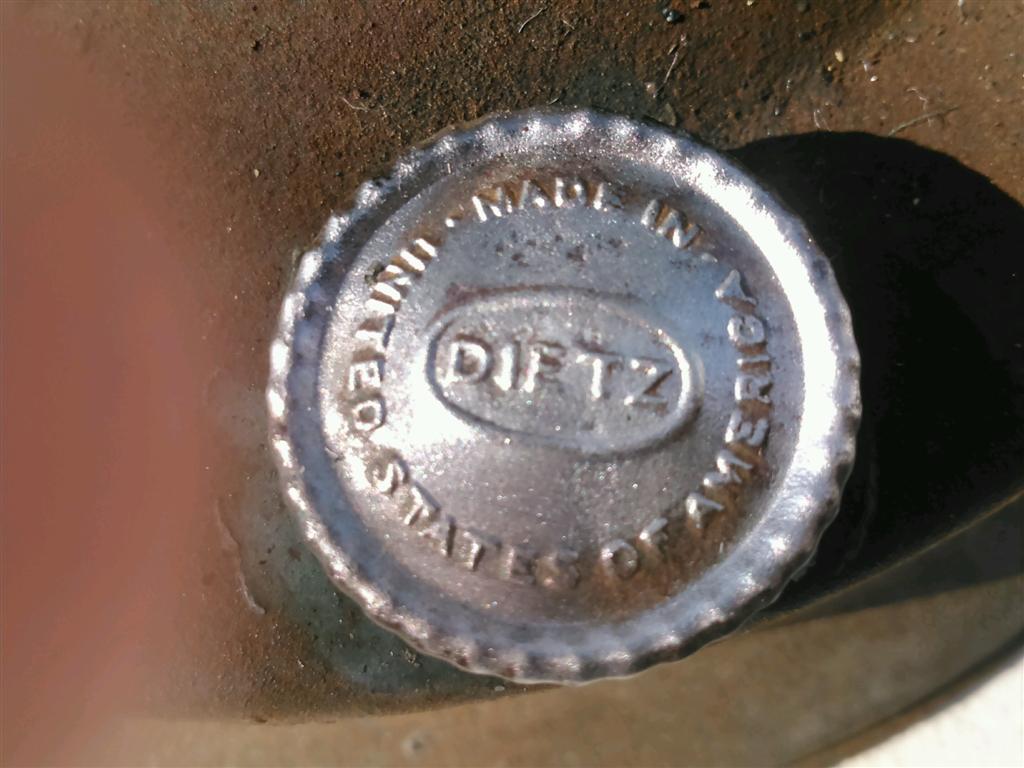 MADE IN
UNITED STATES OF AMERICA
DIETZ